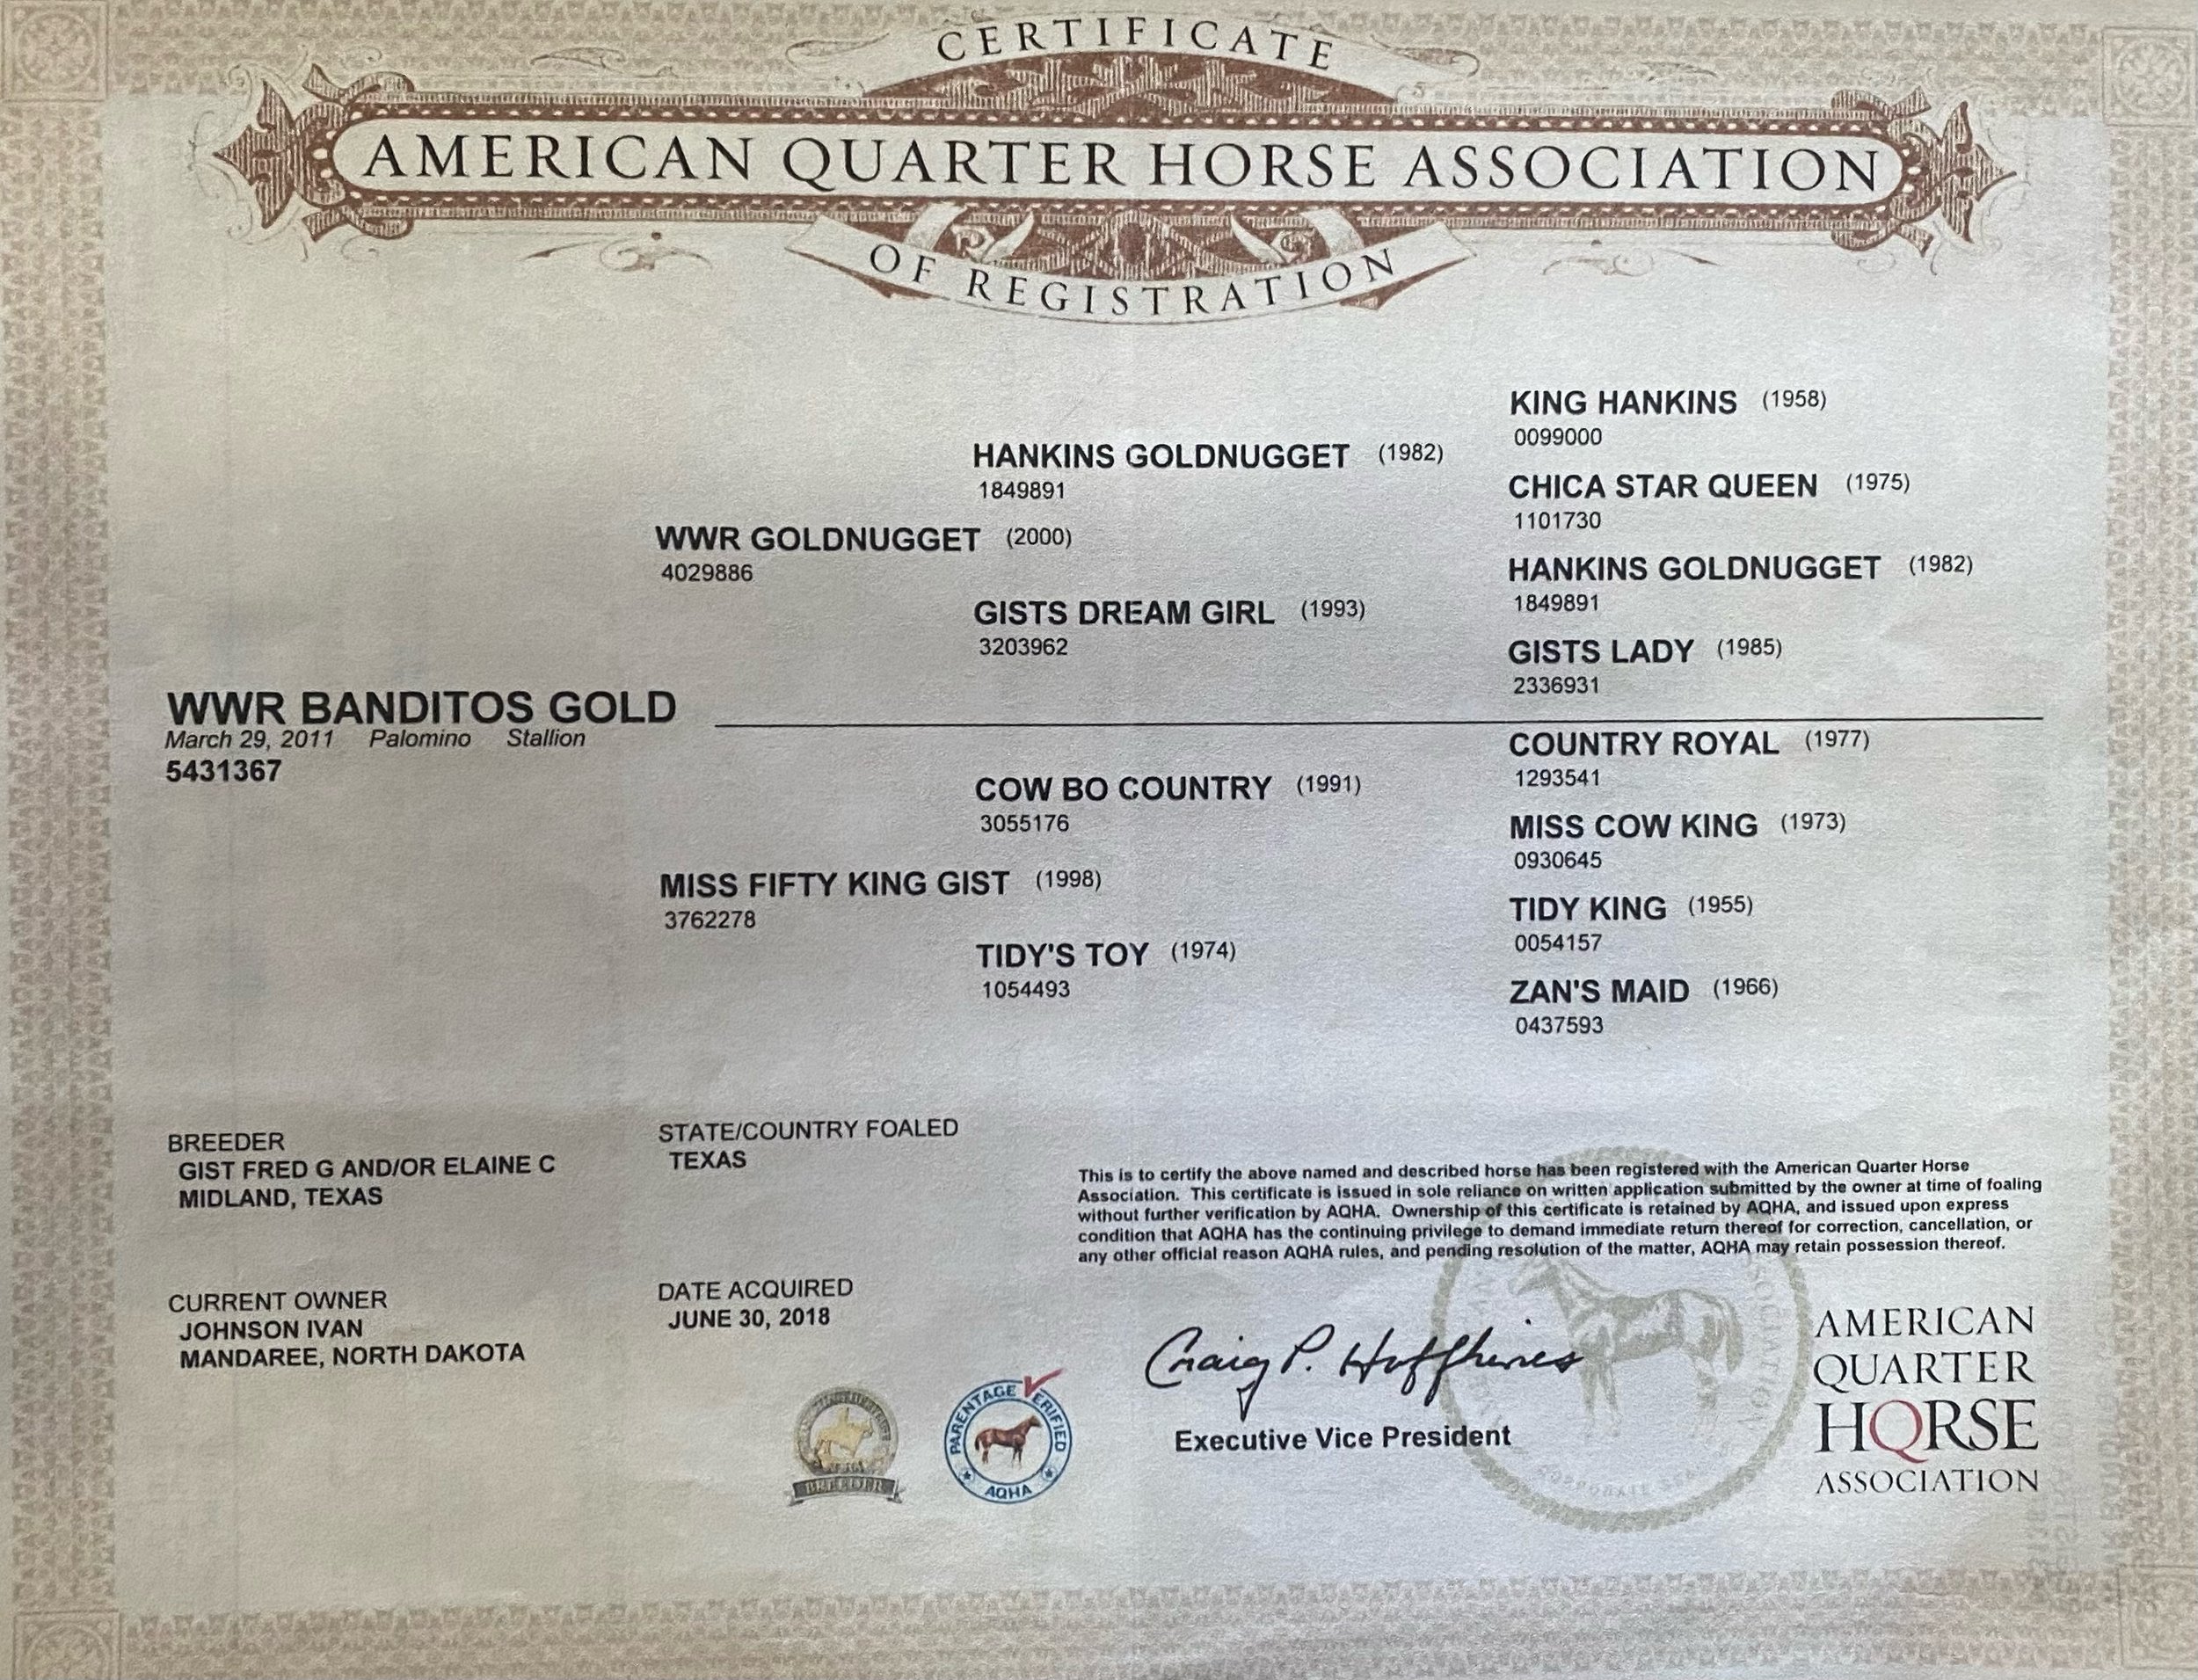 CERTIFICATE
AMERICAN QUARTER HORSE ASSOCIATION
OF REGISTRATION
KING HANKINS (1958)
0099000
HANKINS GOLDNUGGET (1982)
1849891
CHICA STAR QUEEN (1975)
1101730
WWR GOLDNUGGET (2000)
4029886
HANKINS GOLDNUGGET (1982)
1849891
GISTS DREAM GIRL (1993)
3203962
GISTS LADY (1985)
2336931
WWR BANDITOS GOLD
March 29, 2011 Palomino Stallion
5431367
COUNTRY ROYAL (1977)
1293541
COW BO COUNTRY (1991)
3055176
MISS COW KING (1973)
0930645
MISS FIFTY KING GIST (1998)
3762278
TIDY KING (1955)
0054157
TIDY'S TOY (1974)
1054493
ZAN'S MAID (1966)
0437593
BREEDER
GIST FRED G AND/OR ELAINE C
MIDLAND, TEXAS
STATE/COUNTRY FOALED
TEXAS
This is to certify the above named and described horse has been registered with the American Quarter Horse
Association. This certificate is issued in sole reliance on written application submitted by the owner at time of foaling
without further verification by AQHA. Ownership of this certificate is retained by AQHA, and issued upon express
condition that AQHA has the continuing privilege to demand immediate return thereof for correction, cancellation, or
any other official reason AQHA rules, and pending resolution of the matter, AQHA may retain possession thereof.
CURRENT OWNER
JOHNSON IVAN
MANDAREE, NORTH DAKOTA
DATE ACQUIRED
JUNE 30, 2018
BREEDER
PARENTAGE VERIFIED
AQHA
Craig P. Huffhines
Executive Vice President
AMERICAN
QUARTER
HORSE
ASSOCIATION